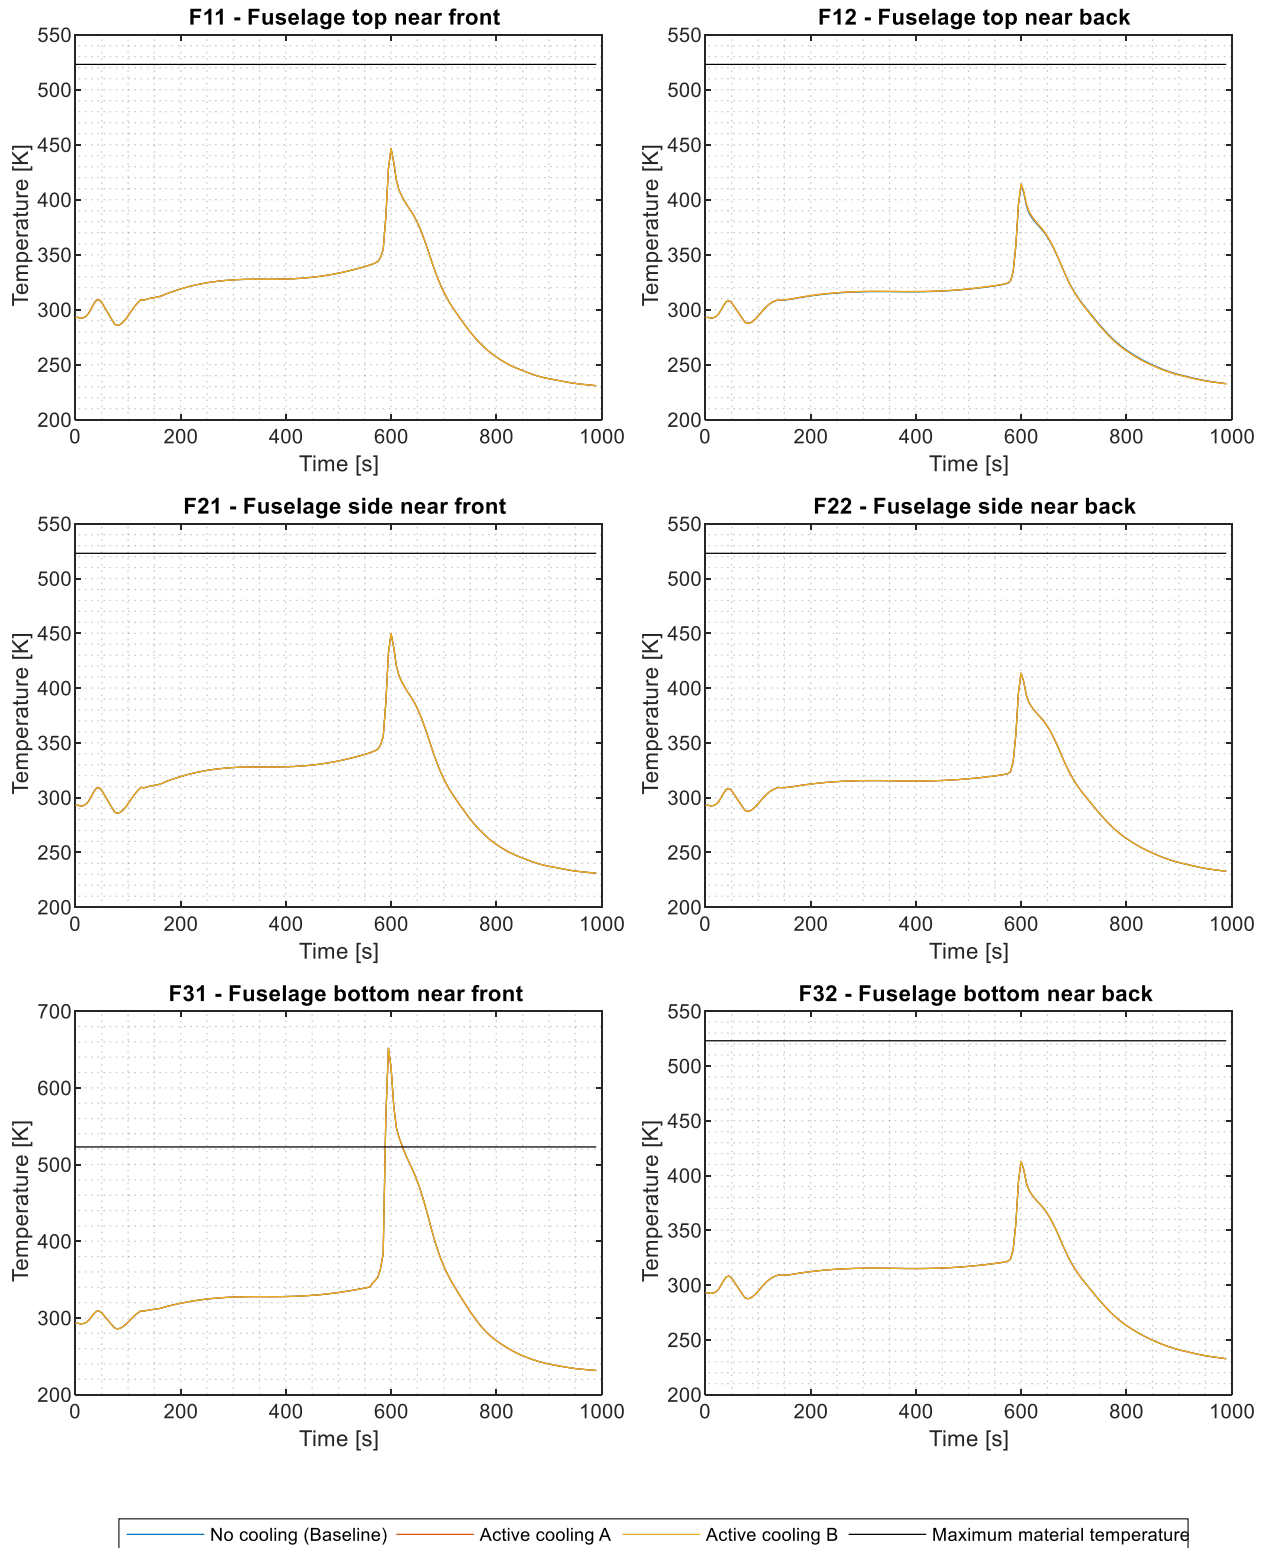 F11 - Fuselage top near front
F12 - Fuselage top near back
550
500
450
400
350
300
250
200
Temperature [K]
0 200 400 600 800 1000
Time [s]
550
500
450
400
350
300
250
200
Temperature [K]
0 200 400 600 800 1000
Time [s]
F21 - Fuselage side near front
F22 - Fuselage side near back
550
500
450
400
350
300
250
200
Temperature [K]
0 200 400 600 800 1000
Time [s]
550
500
450
400
350
300
250
200
Temperature [K]
0 200 400 600 800 1000
Time [s]
F31 - Fuselage bottom near front
F32 - Fuselage bottom near back
700
600
500
400
300
200
Temperature [K]
0 200 400 600 800 1000
Time [s]
550
500
450
400
350
300
250
200
Temperature [K]
0 200 400 600 800 1000
Time [s]
No cooling (Baseline) Active cooling A Active cooling B Maximum material temperature